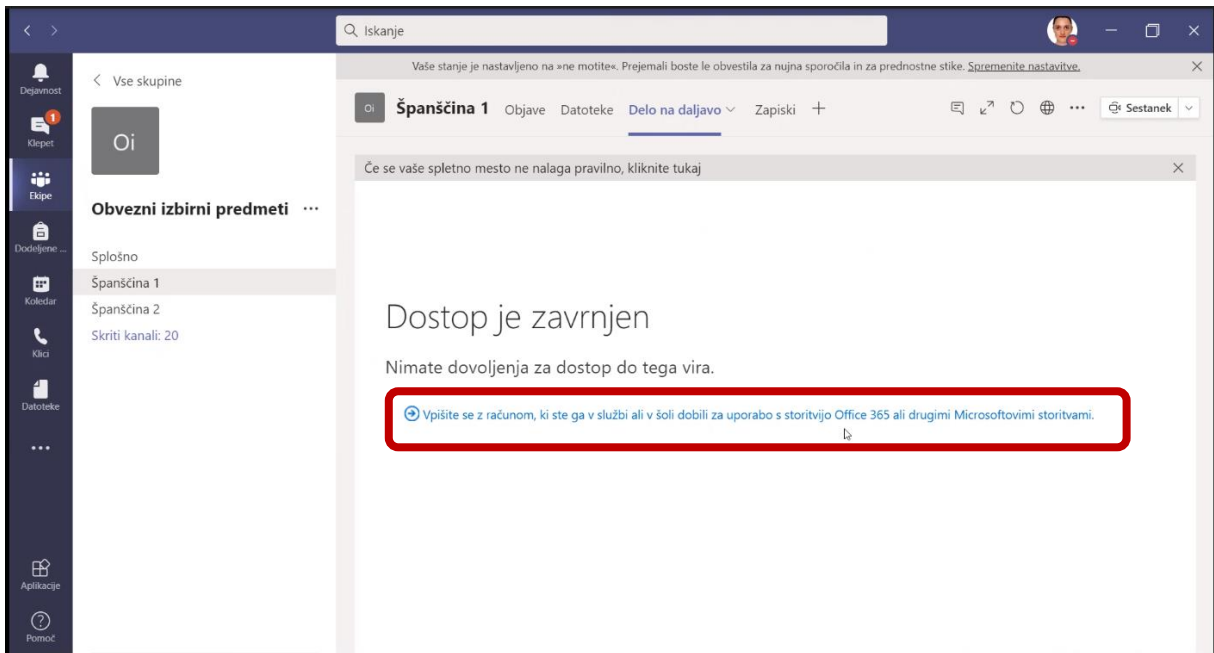 Iskanje
Dejavnost
1
Klepet
Ekipe
Dodeljene ...
Koledar
Klici
Datoteke
Aplikacije
Pomoč
Vse skupine
Oi
Obvezni izbirni predmeti
Splošno
Španščina 1
Španščina 2
Skriti kanali: 20
Vaše stanje je nastavljeno na »ne motite«. Prejemali boste le obvestila za nujna sporočila in za prednostne stike. Spremenite nastavitve.
Oi Španščina 1 Objave Datoteke Delo na daljavo Zapiski Sestanek
Če se vaše spletno mesto ne nalaga pravilno, kliknite tukaj
Dostop je zavrnjen
Nimate dovoljenja za dostop do tega vira.
Vpišite se z računom, ki ste ga v službi ali v šoli dobili za uporabo s storitvijo Office 365 ali drugimi Microsoftovimi storitvami.